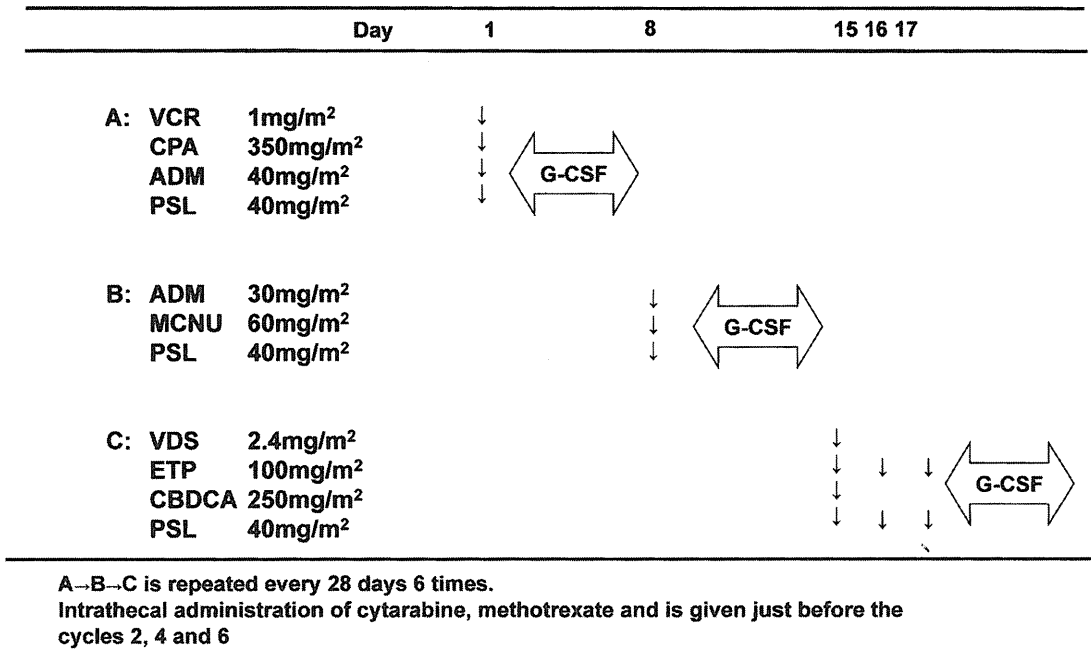 Day 1 8 15 16 17
A: VCR 1mg/m²
CPA 350mg/m²
ADM 40mg/m²
PSL 40mg/m²
G-CSF
B: ADM 30mg/m²
MCNU 60mg/m²
PSL 40mg/m²
G-CSF
C: VDS 2.4mg/m²
ETP 100mg/m²
CBDCA 250mg/m²
PSL 40mg/m²
G-CSF
A→B→C is repeated every 28 days 6 times.
Intrathecal administration of cytarabine, methotrexate and is given just before the
cycles 2, 4 and 6